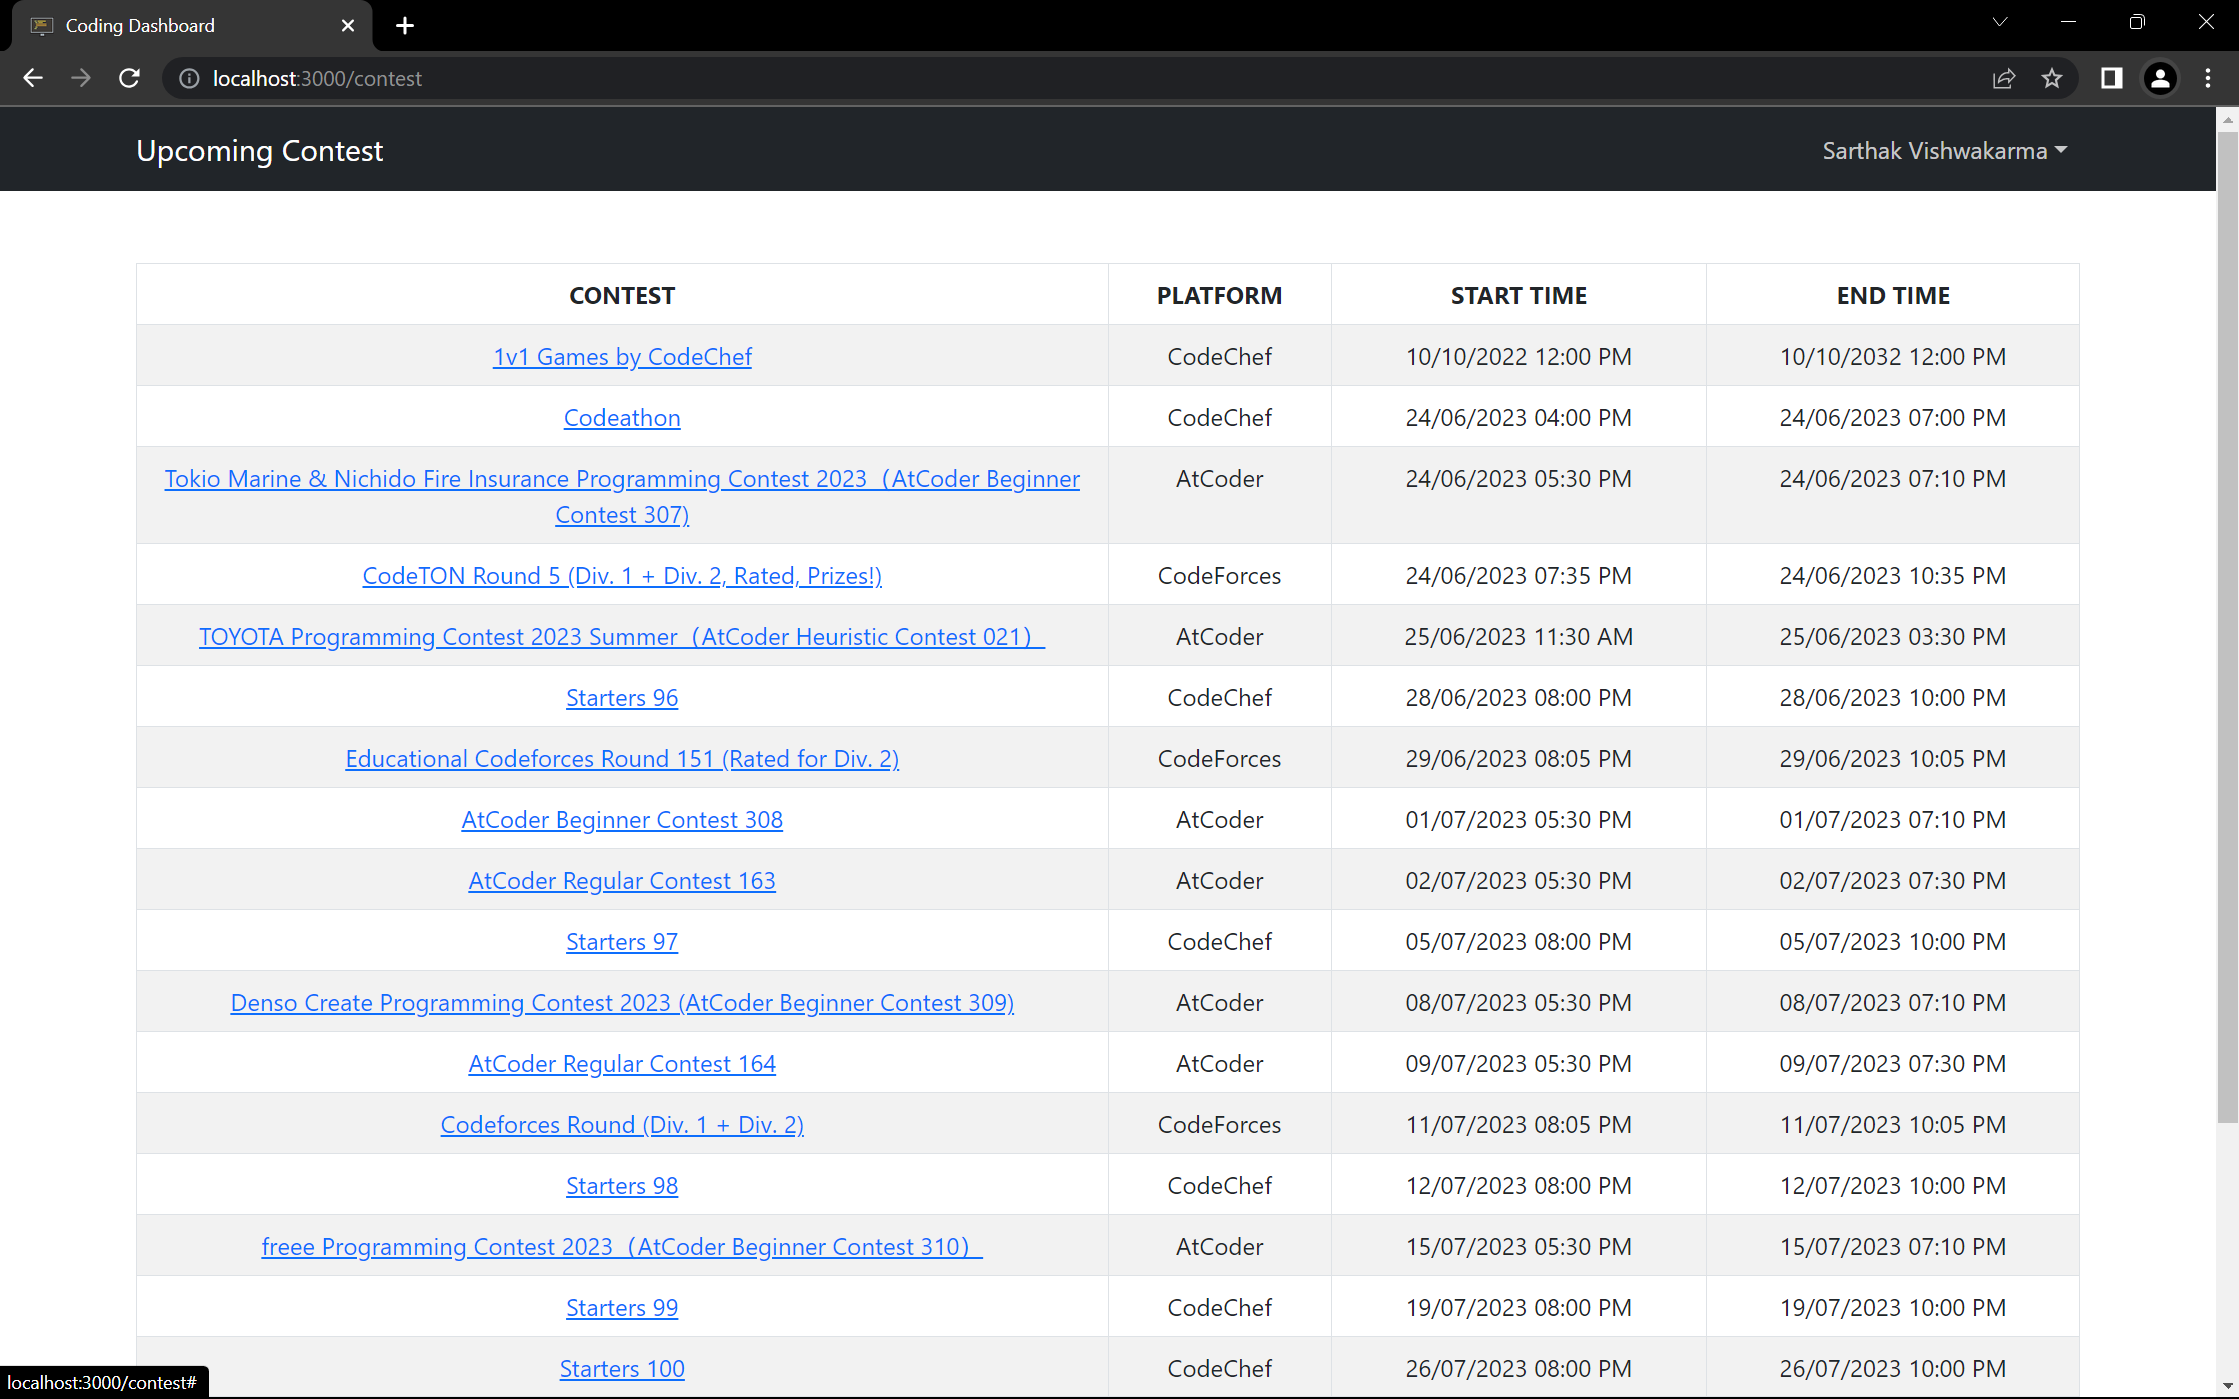 Coding Dashboard
localhost:3000/contest
Upcoming Contest
Sarthak Vishwakarma
CONTEST PLATFORM START TIME END TIME
1v1 Games by CodeChef CodeChef 10/10/2022 12:00 PM 10/10/2032 12:00 PM
Codeathon CodeChef 24/06/2023 04:00 PM 24/06/2023 07:00 PM
Tokio Marine & Nichido Fire Insurance Programming Contest 2023（AtCoder Beginner AtCoder 24/06/2023 05:30 PM 24/06/2023 07:10 PM
Contest 307)
CodeTON Round 5 (Div. 1 + Div. 2, Rated, Prizes!) CodeForces 24/06/2023 07:35 PM 24/06/2023 10:35 PM
TOYOTA Programming Contest 2023 Summer（AtCoder Heuristic Contest 021） AtCoder 25/06/2023 11:30 AM 25/06/2023 03:30 PM
Starters 96 CodeChef 28/06/2023 08:00 PM 28/06/2023 10:00 PM
Educational Codeforces Round 151 (Rated for Div. 2) CodeForces 29/06/2023 08:05 PM 29/06/2023 10:05 PM
AtCoder Beginner Contest 308 AtCoder 01/07/2023 05:30 PM 01/07/2023 07:10 PM
AtCoder Regular Contest 163 AtCoder 02/07/2023 05:30 PM 02/07/2023 07:30 PM
Starters 97 CodeChef 05/07/2023 08:00 PM 05/07/2023 10:00 PM
Denso Create Programming Contest 2023 (AtCoder Beginner Contest 309) AtCoder 08/07/2023 05:30 PM 08/07/2023 07:10 PM
AtCoder Regular Contest 164 AtCoder 09/07/2023 05:30 PM 09/07/2023 07:30 PM
Codeforces Round (Div. 1 + Div. 2) CodeForces 11/07/2023 08:05 PM 11/07/2023 10:05 PM
Starters 98 CodeChef 12/07/2023 08:00 PM 12/07/2023 10:00 PM
freee Programming Contest 2023（AtCoder Beginner Contest 310） AtCoder 15/07/2023 05:30 PM 15/07/2023 07:10 PM
Starters 99 CodeChef 19/07/2023 08:00 PM 19/07/2023 10:00 PM
Starters 100 CodeChef 26/07/2023 08:00 PM 26/07/2023 10:00 PM
localhost:3000/contest#